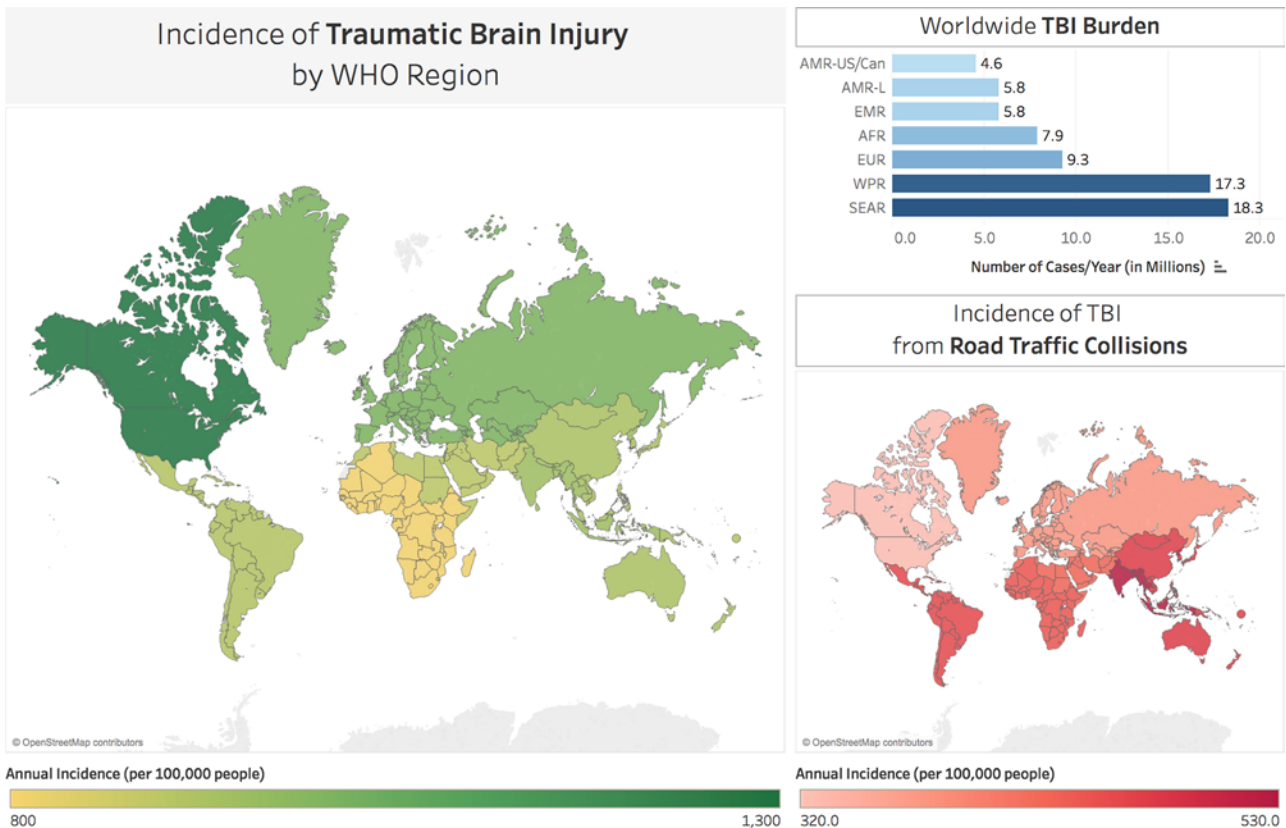 Incidence of Traumatic Brain Injury
by WHO Region
© OpenStreetMap contributors
Annual Incidence (per 100,000 people)
800 1,300
Worldwide TBI Burden
AMR-US/Can 4.6
AMR-L 5.8
EMR 5.8
AFR 7.9
EUR 9.3
WPR 17.3
SEAR 18.3
0.0 5.0 10.0 15.0 20.0
Number of Cases/Year (in Millions)
Incidence of TBI
from Road Traffic Collisions
© OpenStreetMap contributors
Annual Incidence (per 100,000 people)
320.0 530.0